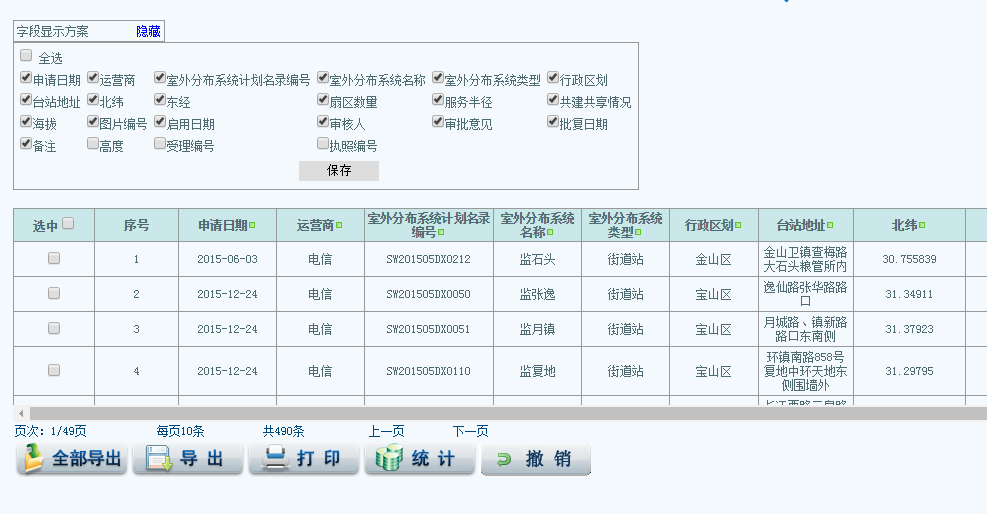 字段显示方案 隐藏
全选
申请日期 运营商 室外分布系统计划名录编号 室外分布系统名称 室外分布系统类型 行政区划
台站地址 北纬 东经 扇区数量 服务半径 共建共享情况
海拔 图片编号 启用日期 审核人 审批意见 批复日期
备注 高度 受理编号 执照编号
保存
选中 序号 申请日期 运营商 室外分布系统计划名录编号 室外分布系统名称 室外分布系统类型 行政区划 台站地址 北纬
1 2015-06-03 电信 SW201505DX0212 监石头 街道站 金山区 金山卫镇查梅路大石头粮管所内 30.755839
2 2015-12-24 电信 SW201505DX0050 监张逸 街道站 宝山区 逸仙路张华路路口 31.34911
3 2015-12-24 电信 SW201505DX0051 监月镇 街道站 宝山区 月城路、镇新路路口东南侧 31.37923
4 2015-12-24 电信 SW201505DX0110 监复地 街道站 宝山区 环镇南路858号复地中环天地东侧围墙外 31.29795
页次: 1/49页 每页10条 共490条 上一页 下一页
全部导出 导 出 打 印 统 计 撤 销